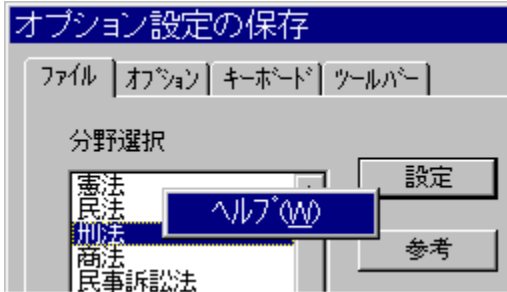 オプション設定の保存
ﾌｧｲﾙ ｵﾌﾟｼｮﾝ ｷｰﾎﾞｰﾄﾞ ﾂｰﾙﾊﾞｰ
分野選択
憲法
民法
刑法
商法
民事訴訟法
ﾍﾙﾌﾟ(W)
設定
参考